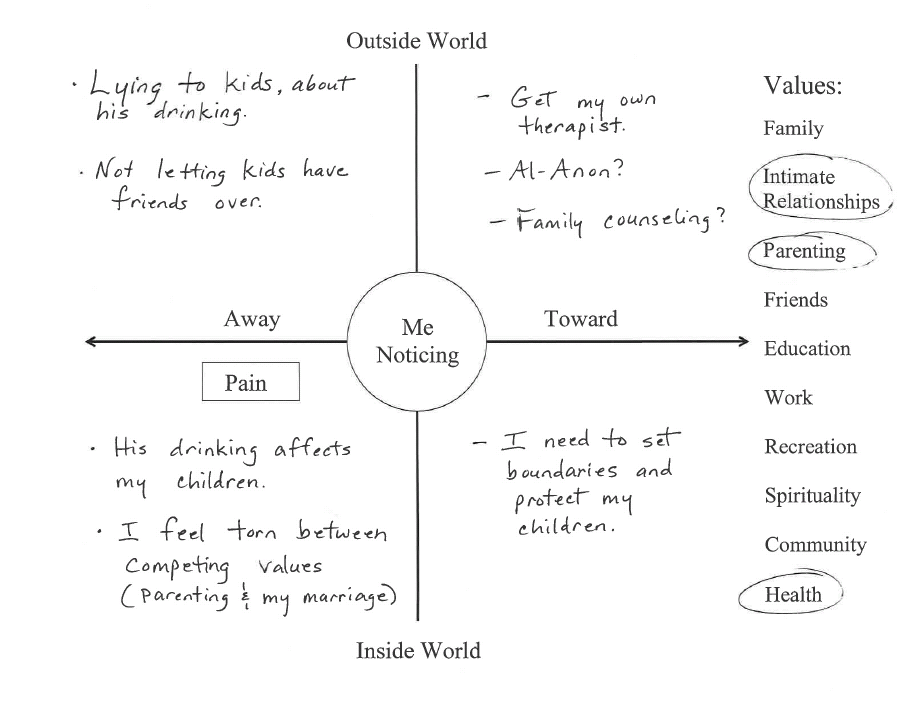 Outside World
· Lying to kids, about
his drinking.
· Not letting kids have
friends over.
- Get my own
therapist.
- Al-Anon?
- Family counseling?
Values:
Family
Intimate
Relationships
Parenting
Friends
Education
Work
Recreation
Spirituality
Community
Health
Away
Me
Noticing
Toward
Pain
· His drinking affects
my children.
· I feel torn between
competing values
(Parenting & my marriage)
- I need to set
boundaries and
protect my
children.
Inside World